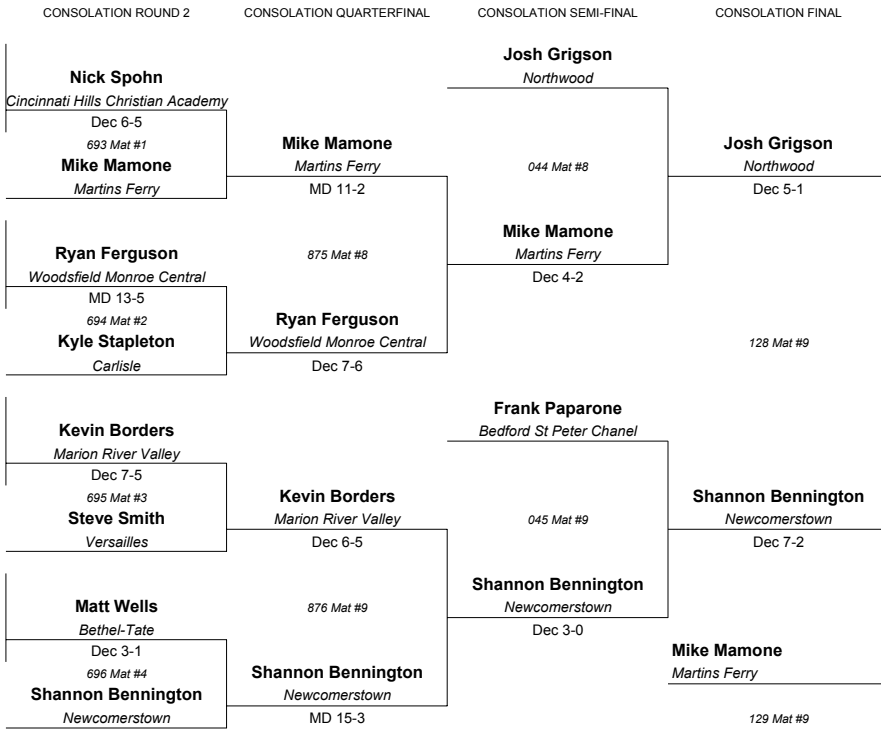 CONSOLATION ROUND 2
CONSOLATION QUARTERFINAL
CONSOLATION SEMI-FINAL
CONSOLATION FINAL
Nick Spohn
Cincinnati Hills Christian Academy
Dec 6-5
693 Mat #1
Mike Mamone
Martins Ferry
Ryan Ferguson
Woodsfield Monroe Central
MD 13-5
694 Mat #2
Kyle Stapleton
Carlisle
Kevin Borders
Marion River Valley
Dec 7-5
695 Mat #3
Steve Smith
Versailles
Matt Wells
Bethel-Tate
Dec 3-1
696 Mat #4
Shannon Bennington
Newcomerstown
Mike Mamone
Martins Ferry
MD 11-2
875 Mat #8
Ryan Ferguson
Woodsfield Monroe Central
Dec 7-6
Kevin Borders
Marion River Valley
Dec 6-5
876 Mat #9
Shannon Bennington
Newcomerstown
MD 15-3
Josh Grigson
Northwood
044 Mat #8
Mike Mamone
Martins Ferry
Dec 4-2
Frank Paparone
Bedford St Peter Chanel
045 Mat #9
Shannon Bennington
Newcomerstown
Dec 3-0
Josh Grigson
Northwood
Dec 5-1
128 Mat #9
Shannon Bennington
Newcomerstown
Dec 7-2
Mike Mamone
Martins Ferry
129 Mat #9